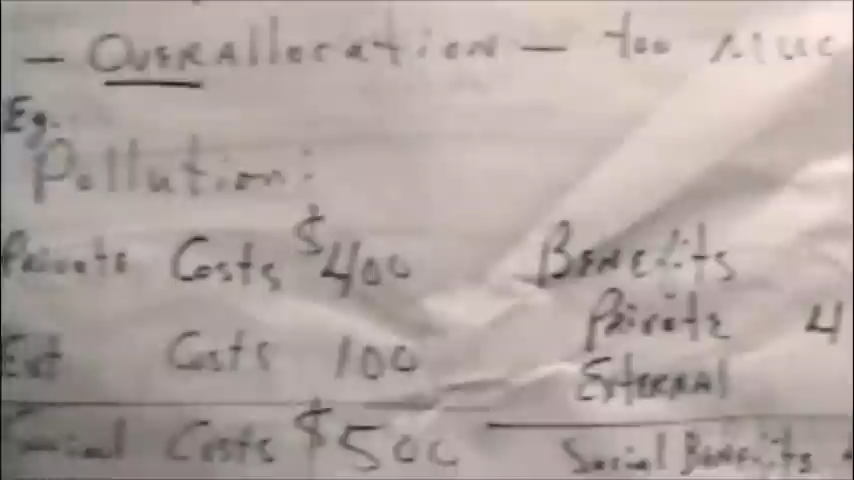 - OVERallocation - too
Eg.
Pollution:
Private Costs $400
Ext Costs 100
Social Costs $500
Benefits
Private 4
External
Social Benefits